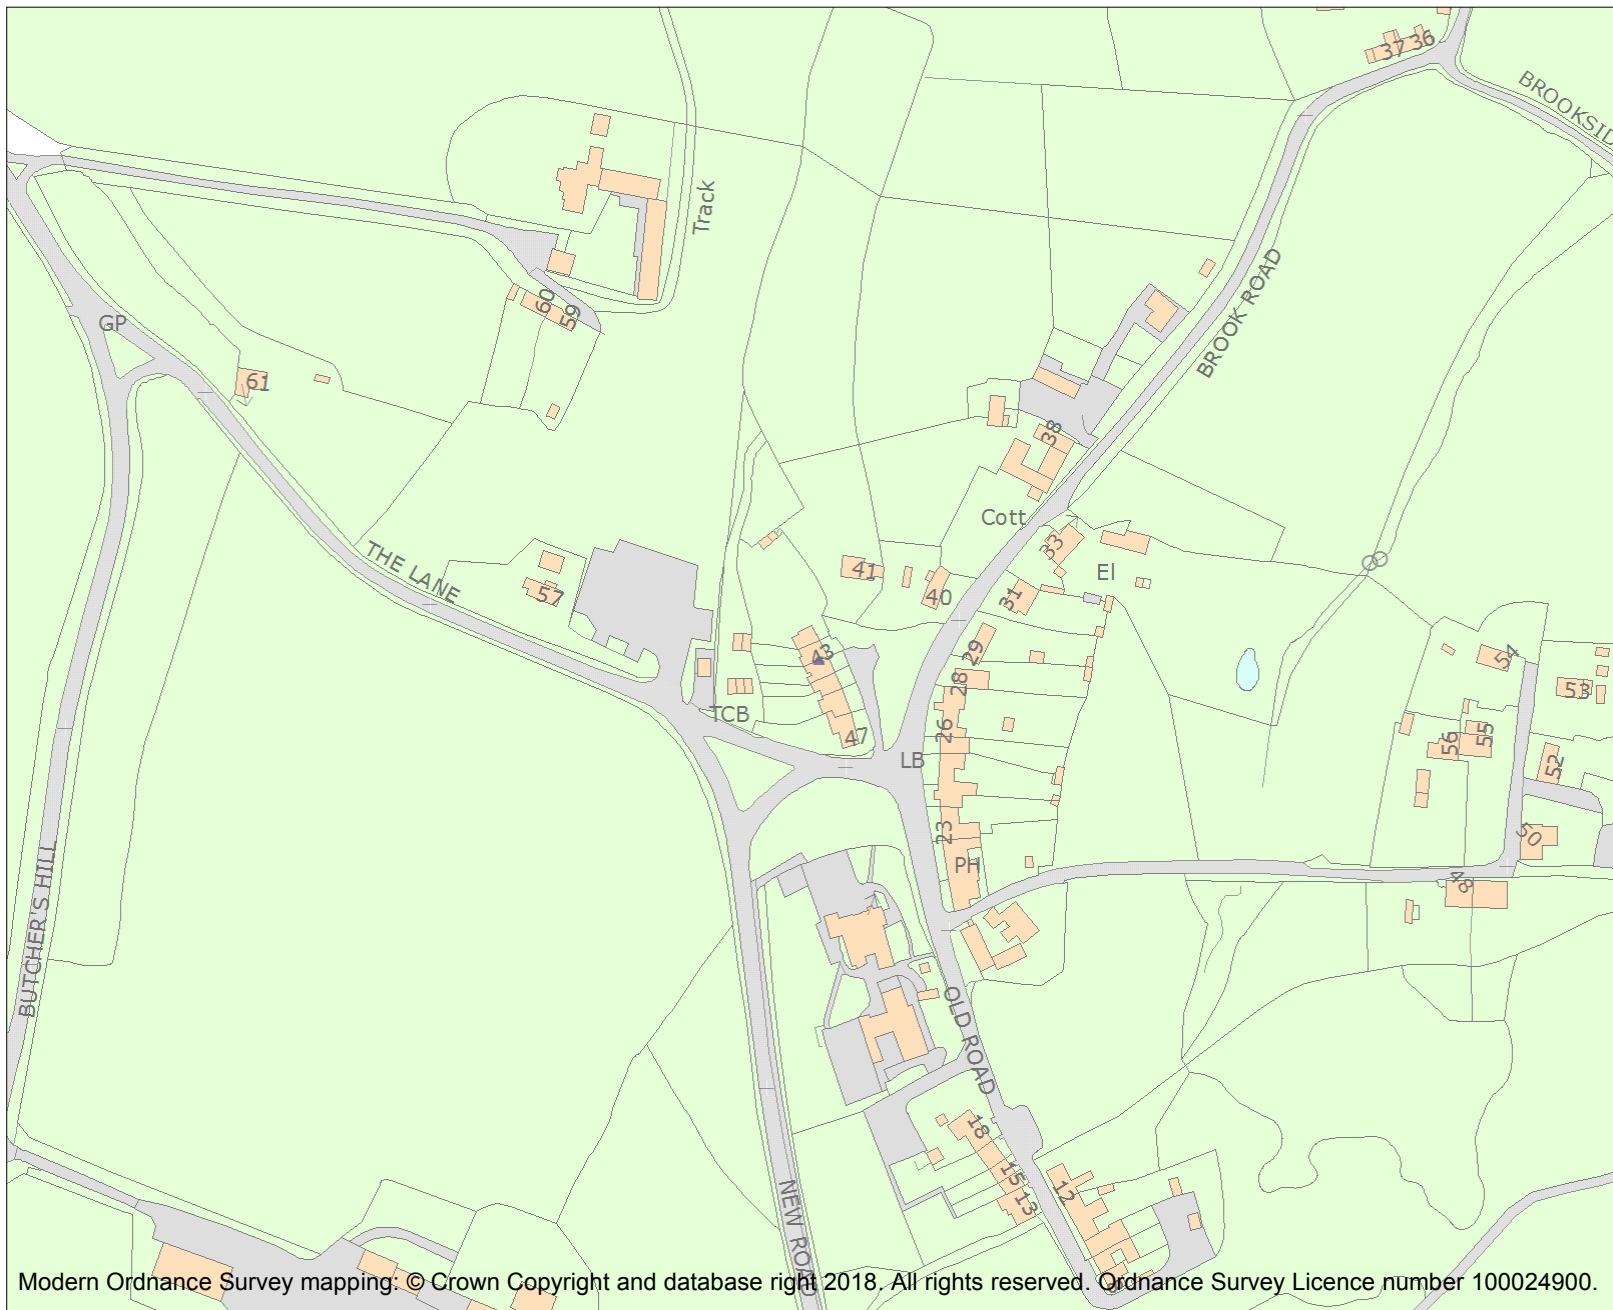 37 36
BROOKSID
Track
BROOK ROAD
60
59
GP
61
38
Cott
THE LANE
33
El
41
57
40
31
43
29
54
28
53
TCB
47
26
LB
56
55
52
23
50
PH
48
BUTCHER'S HILL
OLD ROAD
18
15
13
12
NEW ROAD
Modern Ordnance Survey mapping: © Crown Copyright and database right 2018. All rights reserved. Ordnance Survey Licence number 100024900.